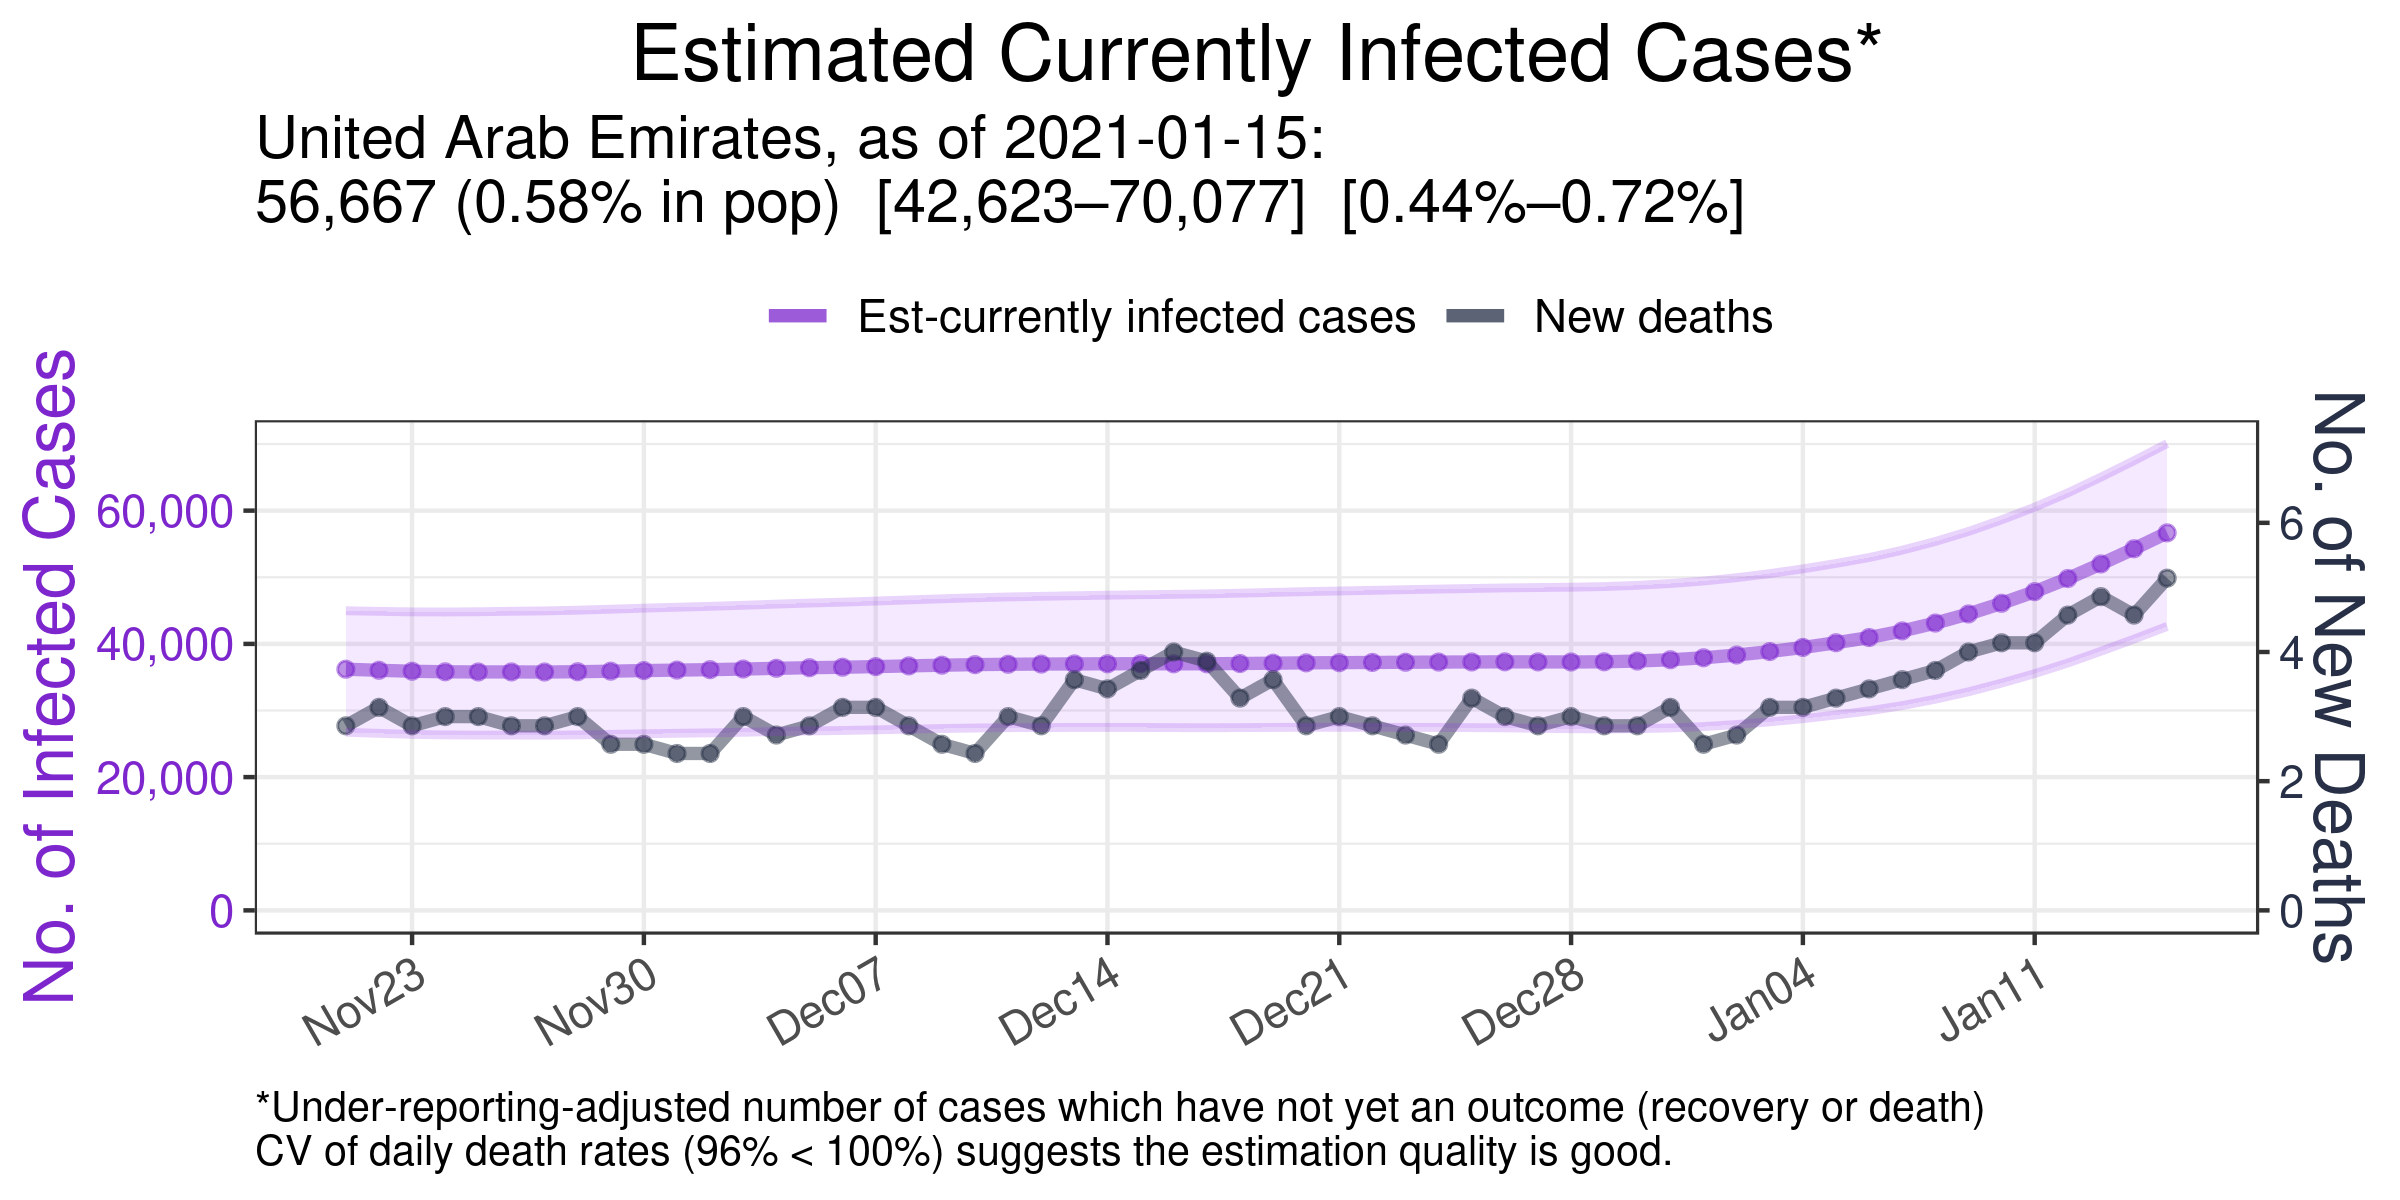 Estimated Currently Infected Cases*
United Arab Emirates, as of 2021-01-15:
56,667 (0.58% in pop)  [42,623–70,077]  [0.44%–0.72%]
Est-currently infected cases
New deaths
No. of Infected Cases
60,000
40,000
20,000
0
6
4
2
0
No. of New Deaths
Nov23
Nov30
Dec07
Dec14
Dec21
Dec28
Jan04
Jan11
*Under-reporting-adjusted number of cases which have not yet an outcome (recovery or death)
CV of daily death rates (96% < 100%) suggests the estimation quality is good.